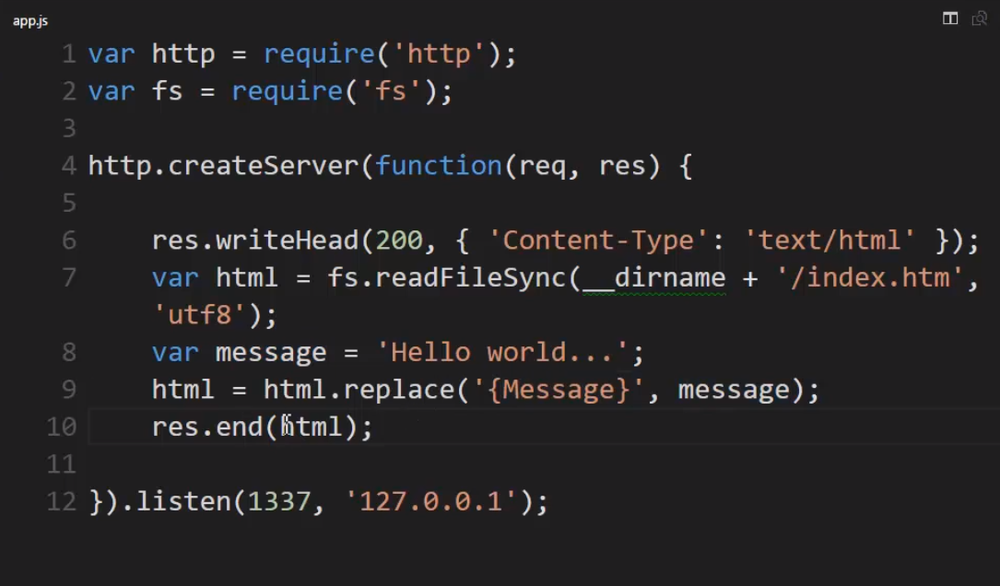 app.js
1 var http = require('http');
2 var fs = require('fs');
3
4 http.createServer(function(req, res) {
5
6     res.writeHead(200, { 'Content-Type': 'text/html' });
7     var html = fs.readFileSync(__dirname + '/index.htm',
    'utf8');
8     var message = 'Hello world...';
9     html = html.replace('{Message}', message);
10     res.end(html);
11
12 }).listen(1337, '127.0.0.1');